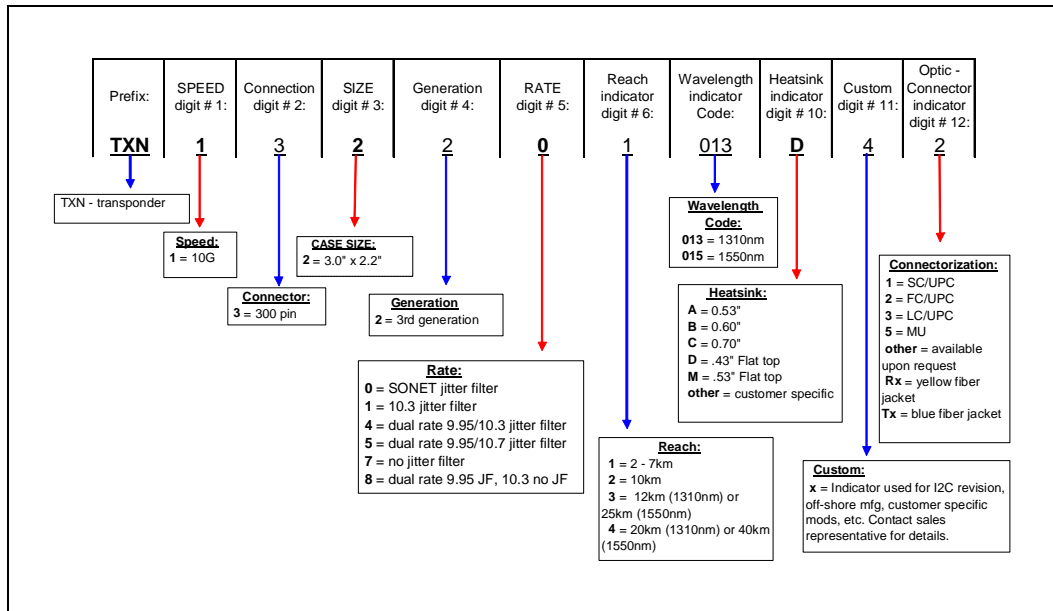 Prefix:
SPEED
digit # 1:
Connection
digit # 2:
SIZE
digit # 3:
Generation
digit # 4:
RATE
digit # 5:
Reach
indicator
digit # 6:
Wavelength
indicator
Code:
Heatsink
indicator
digit # 10:
Custom
digit # 11:
Optic -
Connector
indicator
digit # 12:
TXN
1
3
2
2
0
1
013
D
4
2
TXN - transponder
Speed:
1 = 10G
Connector:
3 = 300 pin
CASE SIZE:
2 = 3.0" x 2.2"
Generation
2 = 3rd generation
Rate:
0 = SONET jitter filter
1 = 10.3 jitter filter
4 = dual rate 9.95/10.3 jitter filter
5 = dual rate 9.95/10.7 jitter filter
7 = no jitter filter
8 = dual rate 9.95 JF, 10.3 no JF
Reach:
1 = 2 - 7km
2 = 10km
3 = 12km (1310nm) or
25km (1550nm)
4 = 20km (1310nm) or 40km
(1550nm)
Wavelength
Code:
013 = 1310nm
015 = 1550nm
Heatsink:
A = 0.53"
B = 0.60"
C = 0.70"
D = .43" Flat top
M = .53" Flat top
other = customer specific
Custom:
x = Indicator used for I2C revision,
off-shore mfg, customer specific
mods, etc. Contact sales
representative for details.
Connectorization:
1 = SC/UPC
2 = FC/UPC
3 = LC/UPC
5 = MU
other = available
upon request
Rx = yellow fiber
jacket
Tx = blue fiber jacket